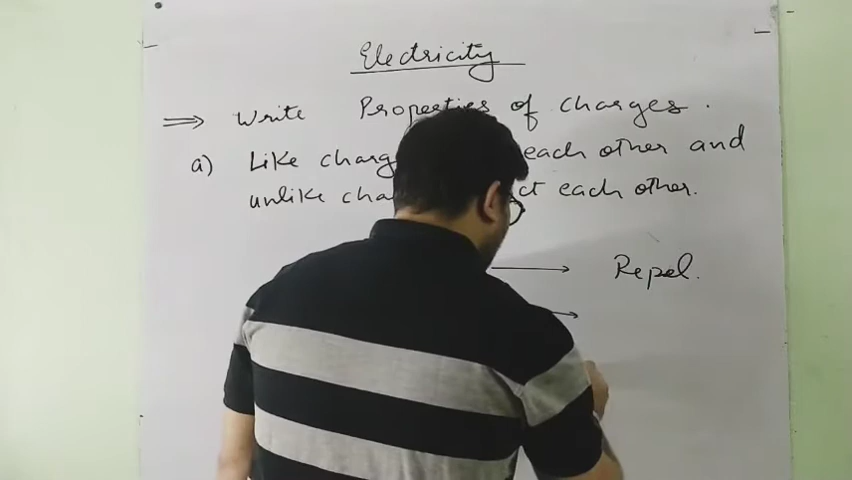 Electricity
⇒ Write Properties of charges.
a) Like charg each other and
unlike cha ct each other.
→ Repel.
→